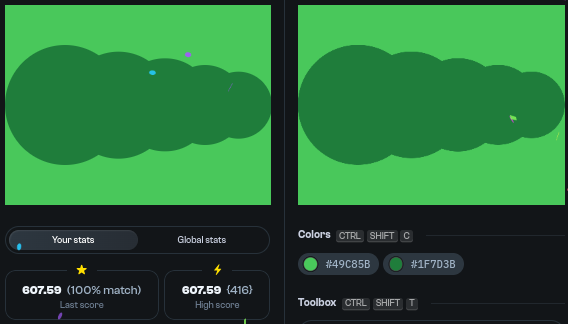 Your stats
Global stats
607.59 (100% match)
Last score
607.59 {416}
High score
Colors CTRL SHIFT C
#49C85B
#1F7D3B
Toolbox CTRL SHIFT T